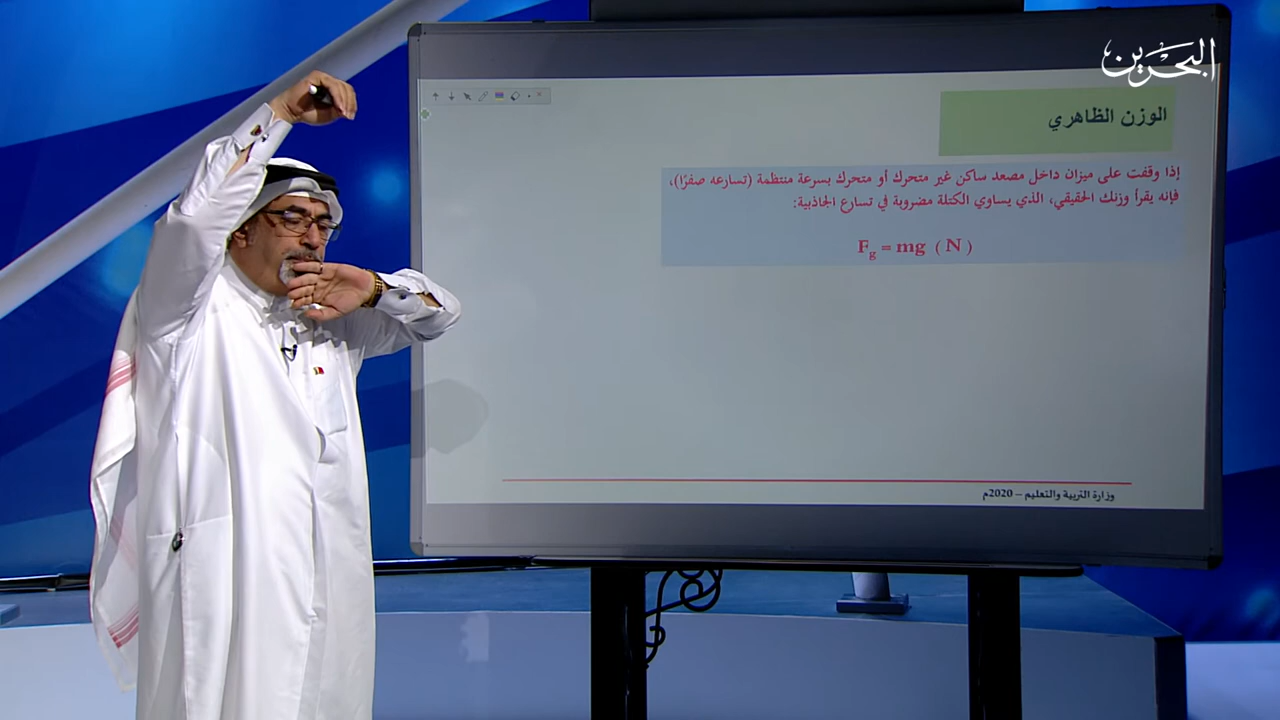 البحرين
الوزن الظاهري
إذا وقفت على ميزان داخل مصعد ساكن غير متحرك أو متحرك بسرعة منتظمة (تسارعه صفرًا)،
فإنه يقرأ وزنك الحقيقي، الذي يساوي الكتلة مضروبة في تسارع الجاذبية:
Fg = mg ( N )
وزارة التربية والتعليم – 2020م